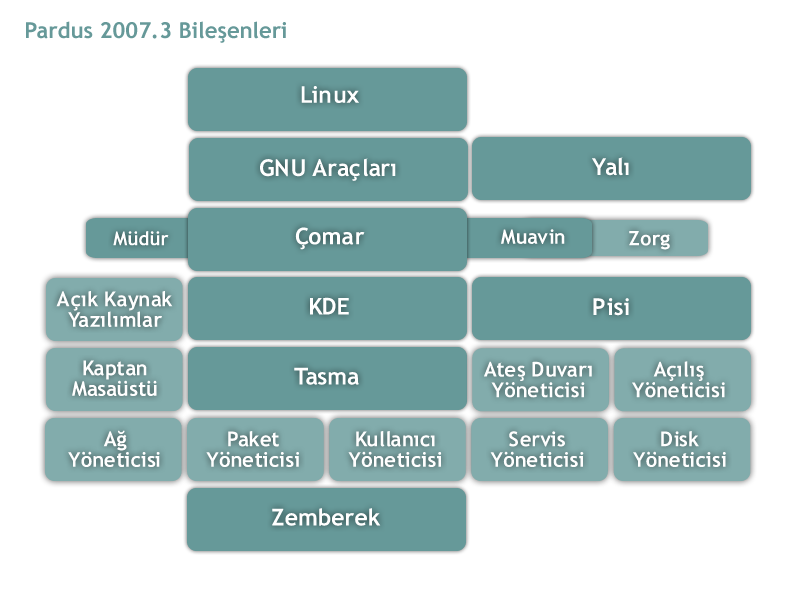 Pardus 2007.3 Bileşenleri
Linux
GNU Araçları
Yalı
Müdür
Çomar
Muavin
Zorg
Açık Kaynak
Yazılımlar
KDE
Pisi
Kaptan
Masaüstü
Tasma
Ateş Duvarı
Yöneticisi
Açılış
Yöneticisi
Ağ
Yöneticisi
Paket
Yöneticisi
Kullanıcı
Yöneticisi
Servis
Yöneticisi
Disk
Yöneticisi
Zemberek